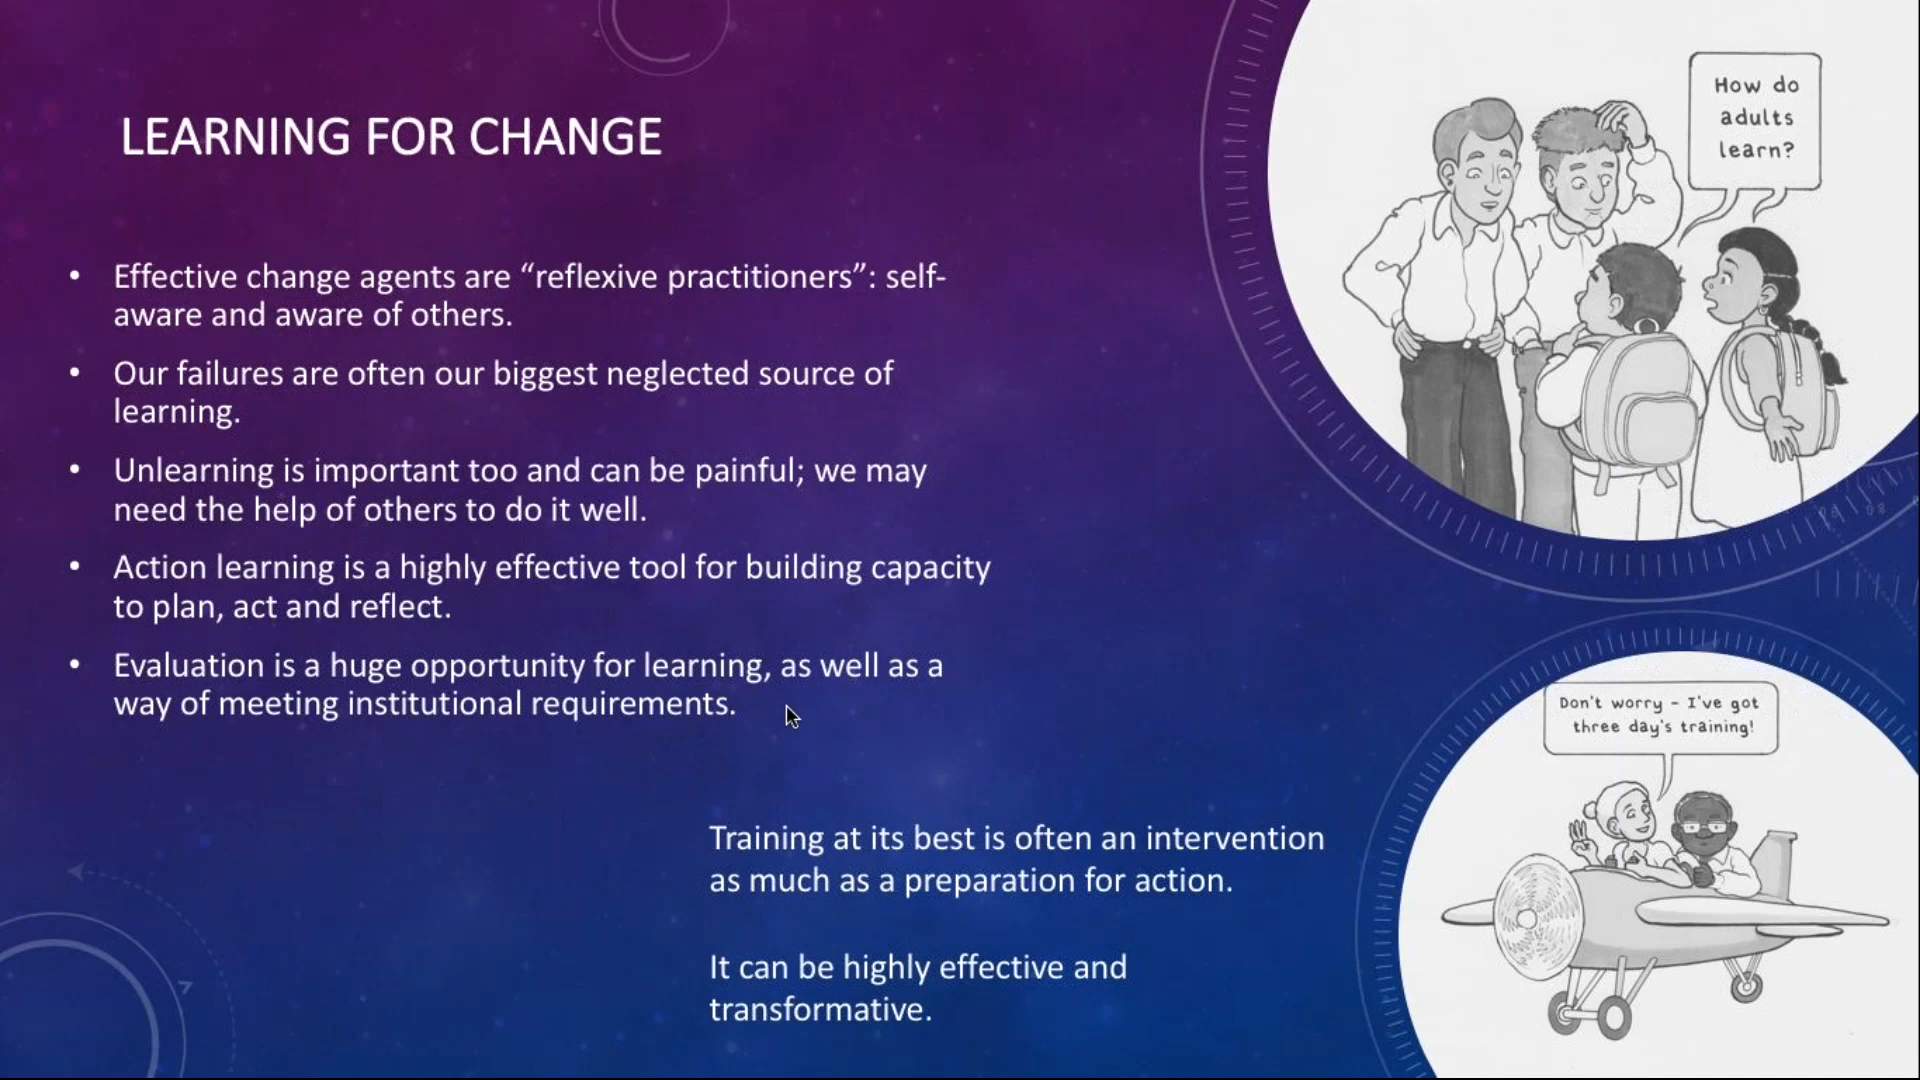 LEARNING FOR CHANGE
• Effective change agents are “reflexive practitioners”: self-
aware and aware of others.
• Our failures are often our biggest neglected source of
learning.
• Unlearning is important too and can be painful; we may
need the help of others to do it well.
• Action learning is a highly effective tool for building capacity
to plan, act and reflect.
• Evaluation is a huge opportunity for learning, as well as a
way of meeting institutional requirements.
Training at its best is often an intervention
as much as a preparation for action.
It can be highly effective and
transformative.
How do
adults
learn?
Don't worry - I've got
three day's training!